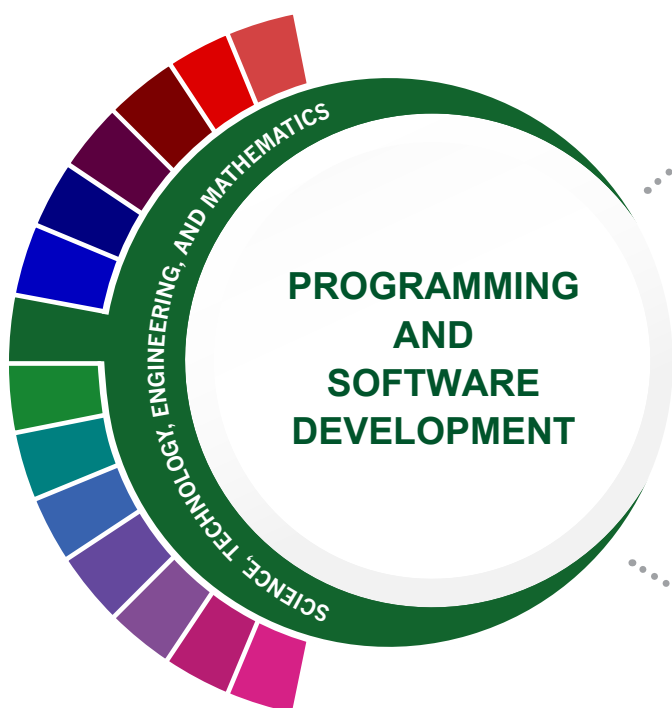 SCIENCE, TECHNOLOGY, ENGINEERING, AND MATHEMATICS
PROGRAMMING
AND
SOFTWARE
DEVELOPMENT